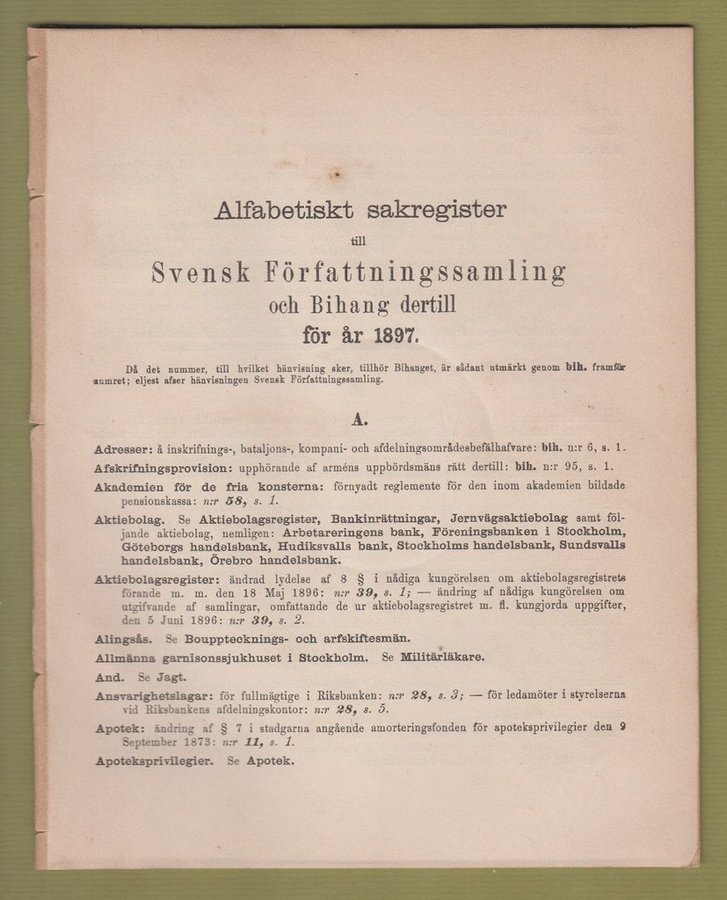 Alfabetiskt sakregister
till
Svensk Författningssamling
och Bihang dertill
för år 1897.
Då det nummer, till hvilket hänvisning sker, tillhör Bihanget, är sådant utmärkt genom bih. framför
numret; eljest afser hänvisningen Svensk Författningssamling.
A.
Adresser: å inskrifnings-, bataljons-, kompani- och afdelningsområdesbefälhafvare: bih. n:r 6, s. 1.
Afskrifningsprovision: upphörande af arméns uppbördsmäns rätt dertill: bih. n:r 95, s. 1.
Akademien för de fria konsterna: förnyadt reglemente för den inom akademien bildade
pensionskassa: n:r 58, s. 1.
Aktiebolag. Se Aktiebolagsregister, Bankinrättningar, Jernvägsaktiebolag samt föl-
jande aktiebolag, nemligen: Arbetareringens bank, Föreningsbanken i Stockholm,
Göteborgs handelsbank, Hudiksvalls bank, Stockholms handelsbank, Sundsvalls
handelsbank, Örebro handelsbank.
Aktiebolagsregister: ändrad lydelse af 8 § i nådiga kungörelsen om aktiebolagsregistrets
förande m. m. den 18 Maj 1896: n:r 39, s. 1; — ändring af nådiga kungörelsen om
utgifvande af samlingar, omfattande de ur aktiebolagsregistret m. fl. kungjorda uppgifter,
den 5 Juni 1896: n:r 39, s. 2.
Alingsås. Se Bouppteckings- och arfskiftesmän.
Allmänna garnisonssjukhuset i Stockholm. Se Militärläkare.
And. Se Jagt.
Ansvarighetslagar: för fullmägtige i Riksbanken: n:r 28, s. 3; — för ledamöter i styrelserna
vid Riksbankens afdelningskontor: n:r 28, s. 5.
Apotek: ändring af § 7 i stadgarna angående amorteringsfonden för apoteksprivilegier den 9
September 1873: n:r 11, s. 1.
Apoteksprivilegier. Se Apotek.